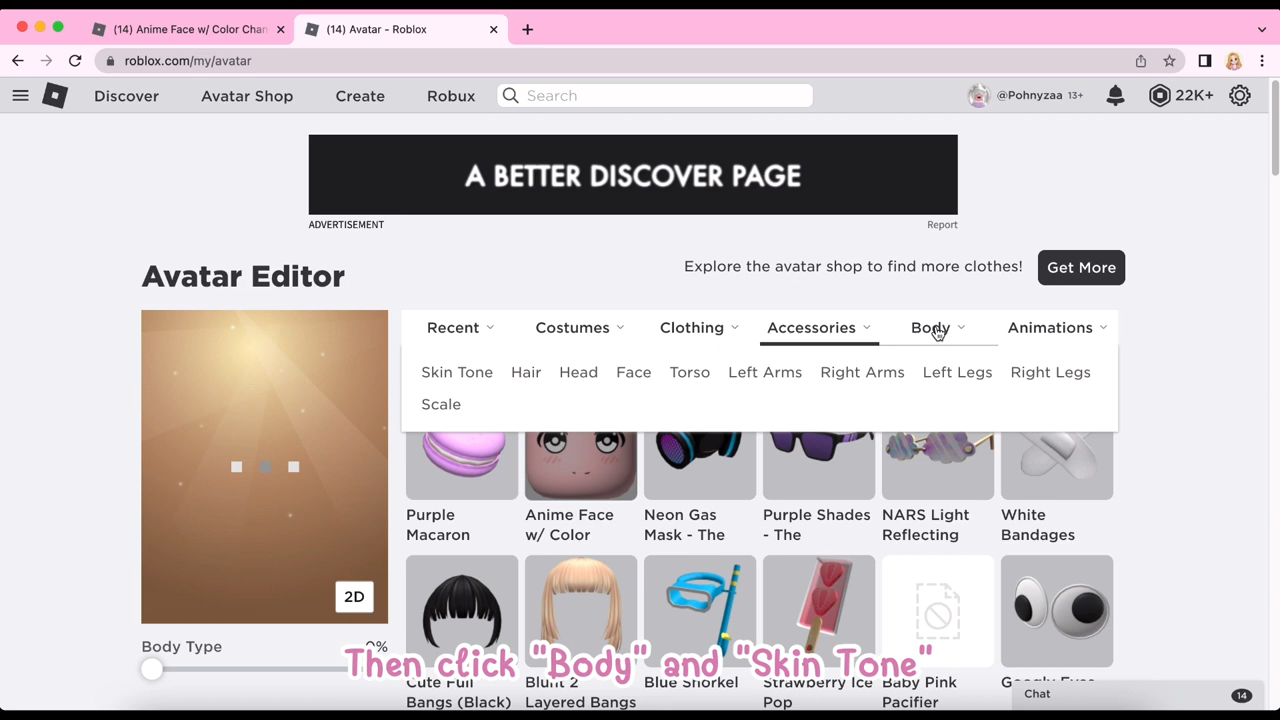 (14) Anime Face w/ Color Chan
(14) Avatar - Roblox
roblox.com/my/avatar
Discover Avatar Shop Create Robux Search @Pohnyzaa 13+ 22K+
A BETTER DISCOVER PAGE
ADVERTISEMENT Report
Avatar Editor
Explore the avatar shop to find more clothes! Get More
Recent Costumes Clothing Accessories Body Animations
Skin Tone Hair Head Face Torso Left Arms Right Arms Left Legs Right Legs
Scale
2D
Body Type 0%
Purple
Macaron
Anime Face
w/ Color
Neon Gas
Mask - The
Purple Shades
- The
NARS Light
Reflecting
White
Bandages
Cute Full
Bangs (Black)
Blunt 2
Layered Bangs
Blue Snorkel
Strawberry Ice
Pop
Baby Pink
Pacifier
Googly Eyes
Then click "Body" and "Skin Tone"
Chat 14